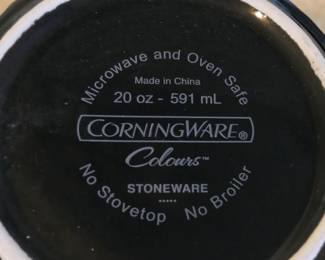 Microwave and Oven Safe
Made in China
20 oz - 591 mL
CORNINGWARE®
Colours™
STONEWARE
*****
No Stovetop No Broiler